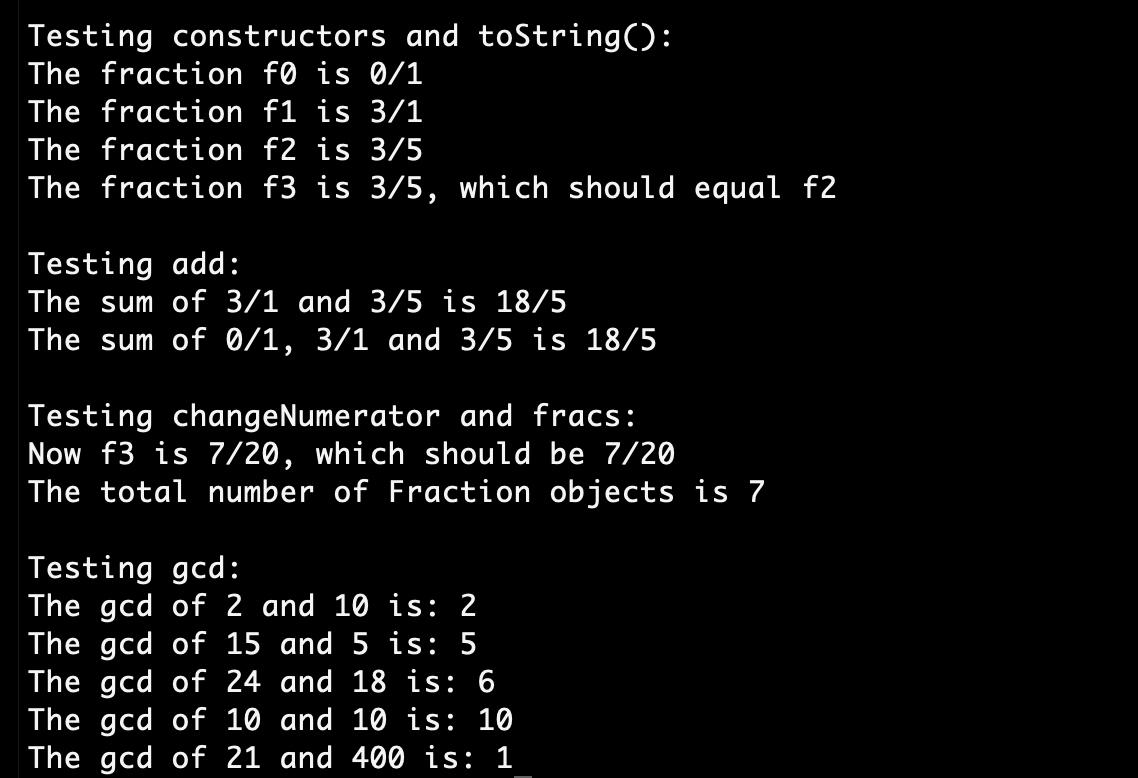 Testing constructors and toString():
The fraction f0 is 0/1
The fraction f1 is 3/1
The fraction f2 is 3/5
The fraction f3 is 3/5, which should equal f2
Testing add:
The sum of 3/1 and 3/5 is 18/5
The sum of 0/1, 3/1 and 3/5 is 18/5
Testing changeNumerator and fracs:
Now f3 is 7/20, which should be 7/20
The total number of Fraction objects is 7
Testing gcd:
The gcd of 2 and 10 is: 2
The gcd of 15 and 5 is: 5
The gcd of 24 and 18 is: 6
The gcd of 10 and 10 is: 10
The gcd of 21 and 400 is: 1